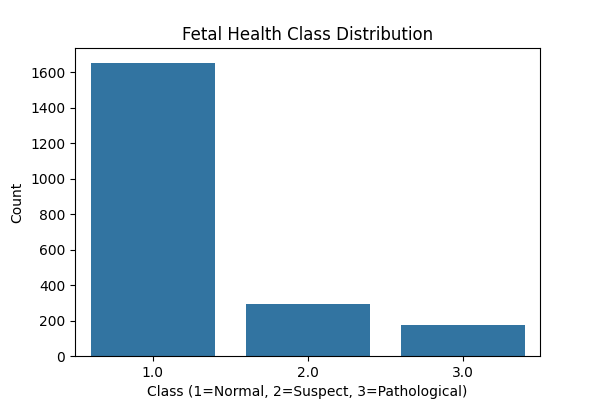 Fetal Health Class Distribution
1600
1400
1200
1000
800
600
400
200
0
Count
1.0 2.0 3.0
Class (1=Normal, 2=Suspect, 3=Pathological)